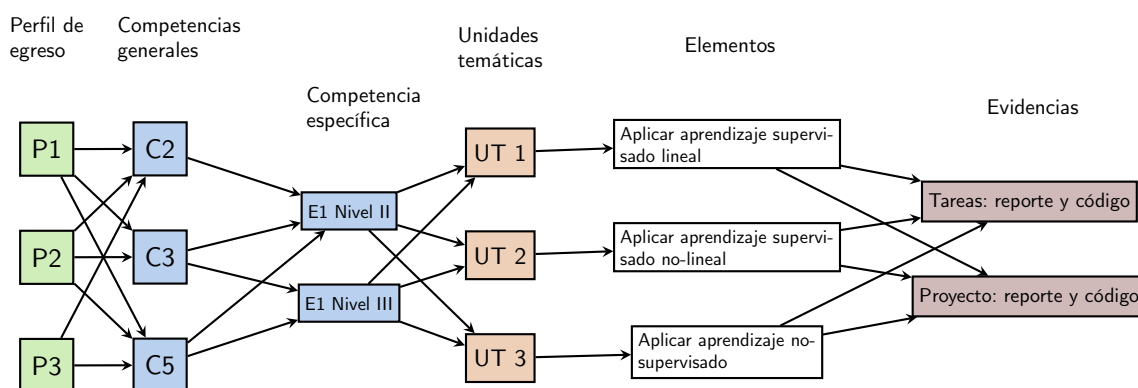 Perfil de
egreso
Competencias
generales
Competencia
específica
Unidades
temáticas
Elementos
Evidencias
P1
P2
P3
C2
C3
C5
E1 Nivel II
E1 Nivel III
UT 1
UT 2
UT 3
Aplicar aprendizaje supervi-
sado lineal
Aplicar aprendizaje supervi-
sado no-lineal
Aplicar aprendizaje no-
supervisado
Tareas: reporte y código
Proyecto: reporte y código